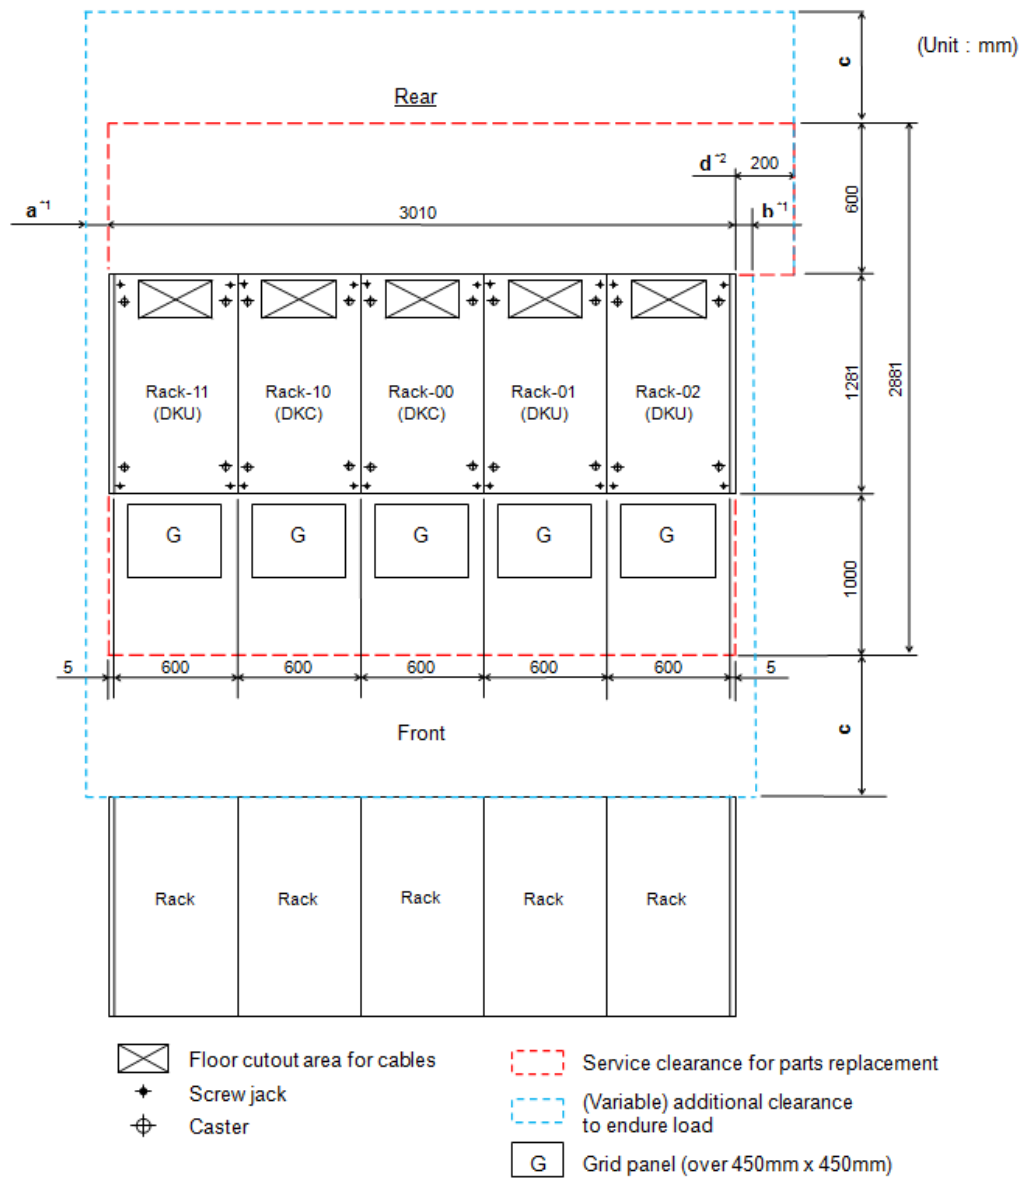 (Unit : mm)
c
Rear
d*2 200
a*1 3010 b*1
600
Rack-11 Rack-10 Rack-00 Rack-01 Rack-02
(DKU) (DKC) (DKC) (DKU) (DKU)
1281
2881
G G G G G
1000
5 600 600 600 600 600 5
Front
c
Rack Rack Rack Rack Rack
Floor cutout area for cables
Screw jack
Caster
Service clearance for parts replacement
(Variable) additional clearance
to endure load
G Grid panel (over 450mm x 450mm)